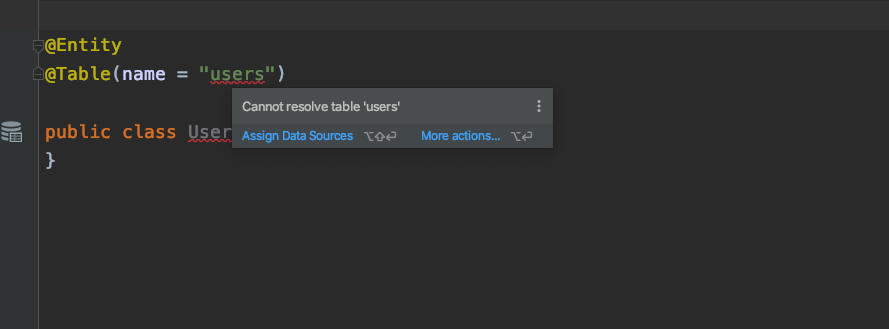 @Entity
@Table(name = "users")
Cannot resolve table 'users'
Assign Data Sources ⌥⇧⏎ More actions... ⌥⏎
public class User
}